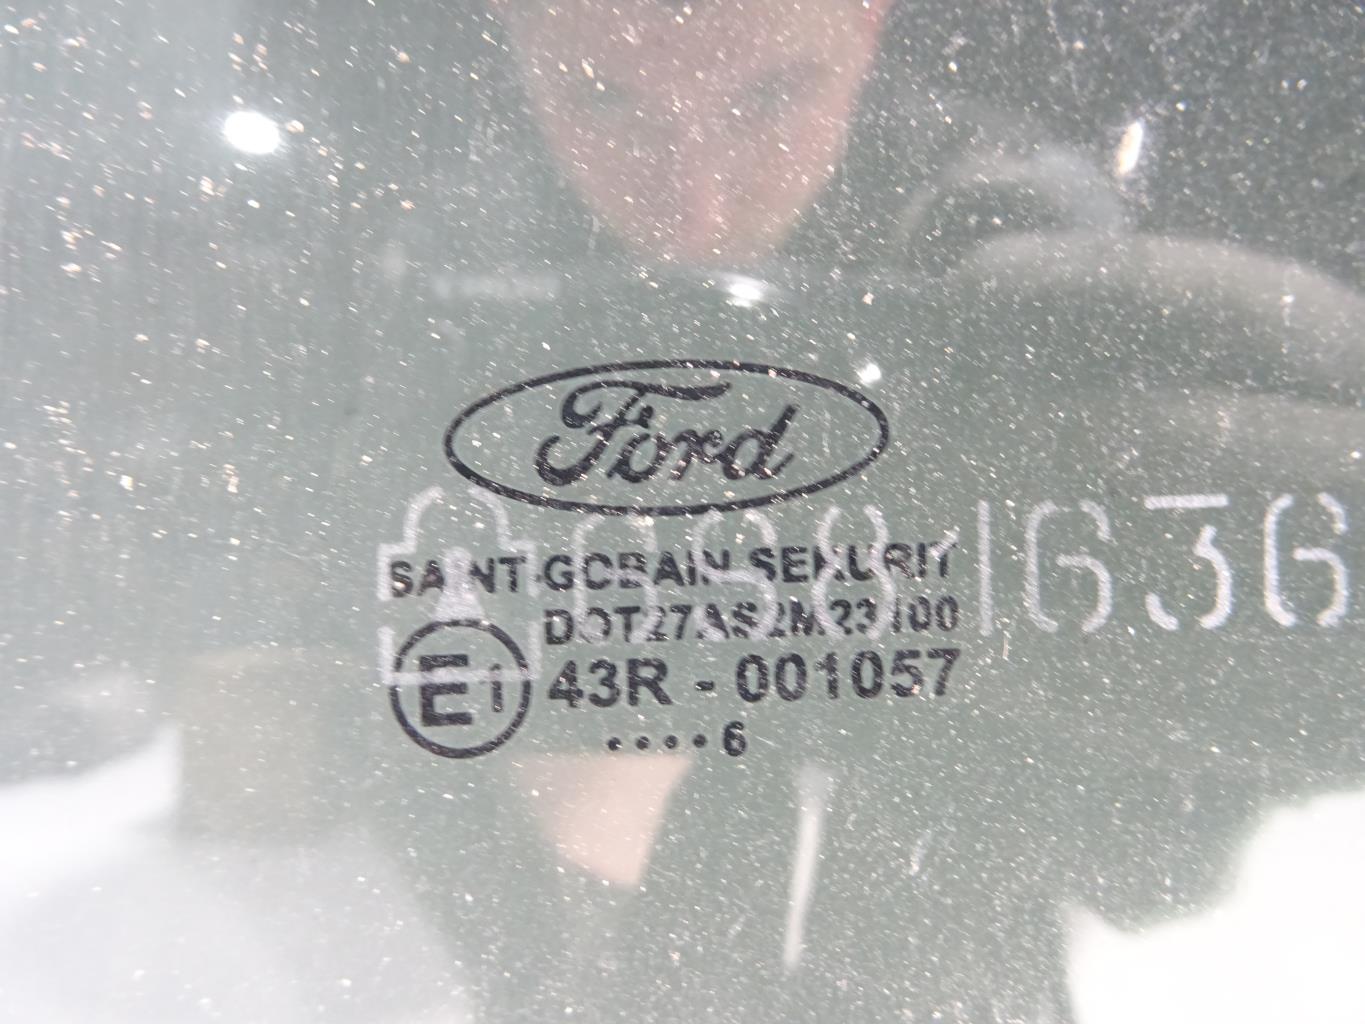 Ford
SAINT-GOBAIN SEKURIT
DOT27AS2M23100
E1 43R - 001057
••••6